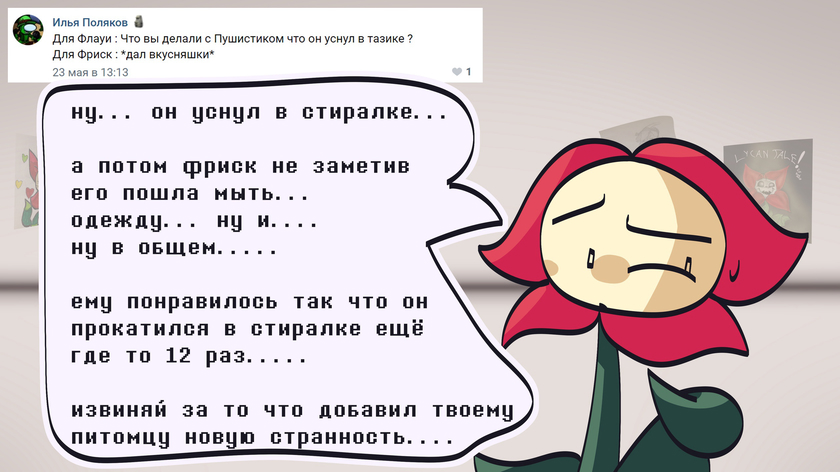 Илья Поляков
Для Флауи : Что вы делали с Пушистиком что он уснул в тазике ?
Для Фриск : *дал вкусняшки*
23 мая в 13:13
1
ну... он уснул в стиралке...
а потом фриск не заметив
его пошла мыть...
одежду... ну и....
ну в общем.....
ему понравилось так что он
прокатился в стиралке ещё
где то 12 раз.....
извиняй за то что добавил твоему
питомцу новую странность....
LYCANTALE!